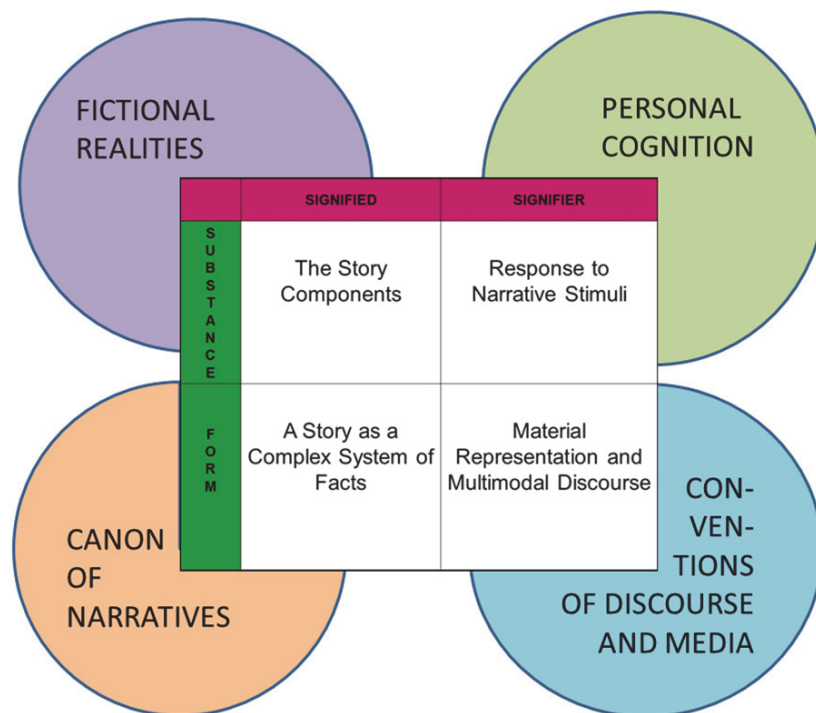 FICTIONAL
REALITIES
PERSONAL
COGNITION
SIGNIFIED
SIGNIFIER
SUBSTANCE
The Story
Components
Response to
Narrative Stimuli
FORM
A Story as a
Complex System of
Facts
Material
Representation and
Multimodal Discourse
CANON
OF
NARRATIVES
CON-
VEN-
TIONS
OF DISCOURSE
AND MEDIA